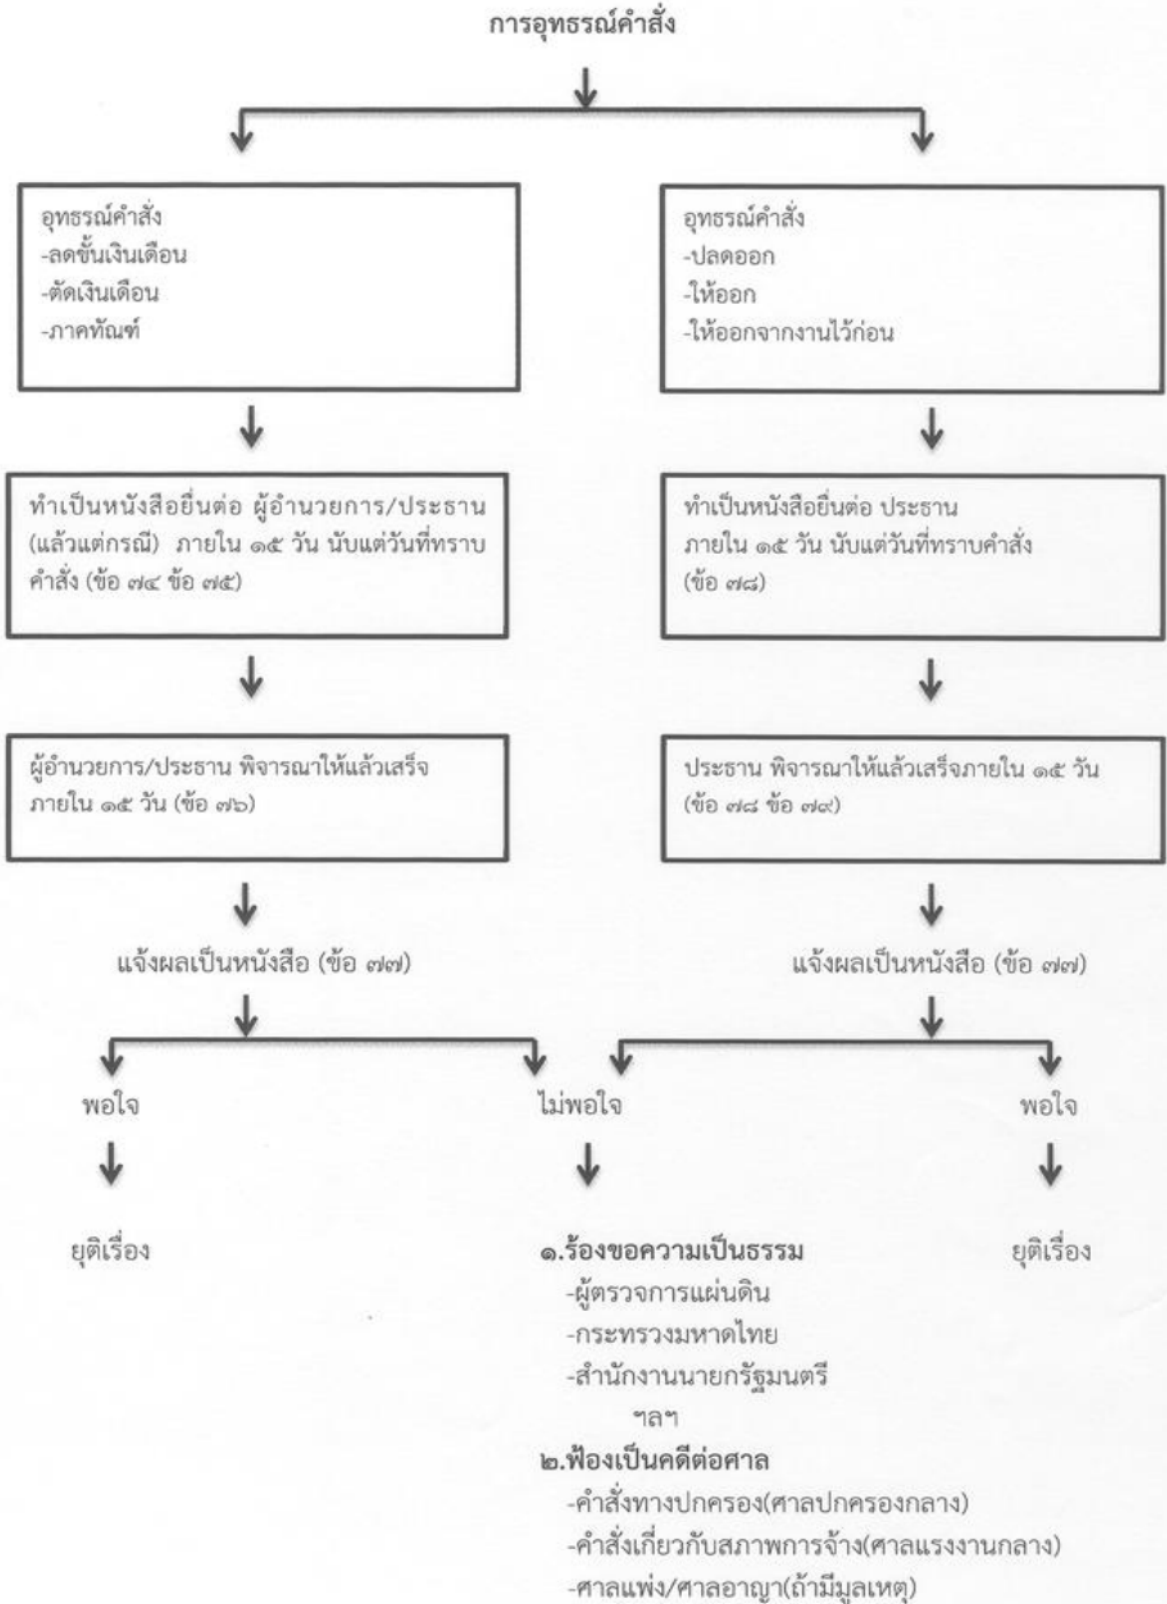 การอุทธรณ์คำสั่ง
อุทธรณ์คำสั่ง
-ลดขั้นเงินเดือน
-ตัดเงินเดือน
-ภาคทัณฑ์
อุทธรณ์คำสั่ง
-ปลดออก
-ให้ออก
-ให้ออกจากงานไว้ก่อน
ทำเป็นหนังสือยื่นต่อ ผู้อำนวยการ/ประธาน
(แล้วแต่กรณี) ภายใน ๑๕ วัน นับแต่วันที่ทราบ
คำสั่ง (ข้อ ๗๔ ข้อ ๗๕)
ทำเป็นหนังสือยื่นต่อ ประธาน
ภายใน ๑๕ วัน นับแต่วันที่ทราบคำสั่ง
(ข้อ ๗๘)
ผู้อำนวยการ/ประธาน พิจารณาให้แล้วเสร็จ
ภายใน ๑๕ วัน (ข้อ ๗๖)
ประธาน พิจารณาให้แล้วเสร็จภายใน ๑๕ วัน
(ข้อ ๗๘ ข้อ ๗๙)
แจ้งผลเป็นหนังสือ (ข้อ ๗๗)
แจ้งผลเป็นหนังสือ (ข้อ ๗๗)
พอใจ
ไม่พอใจ
พอใจ
ยุติเรื่อง
๑.ร้องขอความเป็นธรรม
-ผู้ตรวจการแผ่นดิน
-กระทรวงมหาดไทย
-สำนักงานนายกรัฐมนตรี
ฯลฯ
๒.ฟ้องเป็นคดีต่อศาล
-คำสั่งทางปกครอง(ศาลปกครองกลาง)
-คำสั่งเกี่ยวกับสภาพการจ้าง(ศาลแรงงานกลาง)
-ศาลแพ่ง/ศาลอาญา(ถ้ามีมูลเหตุ)
ยุติเรื่อง